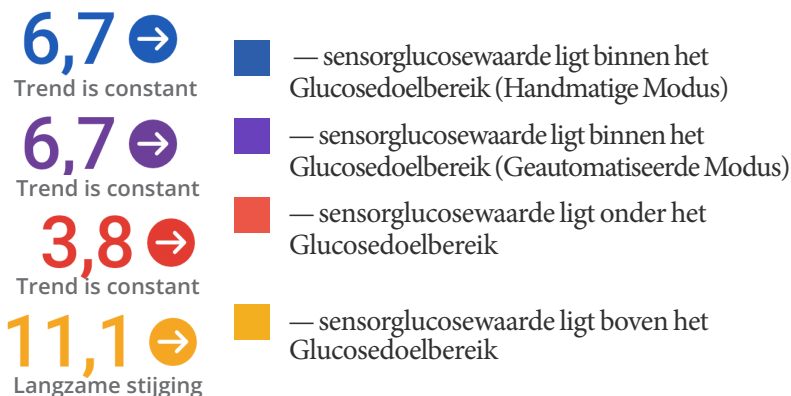 6,7
Trend is constant
— sensorglucosewaarde ligt binnen het
Glucosedoelbereik (Handmatige Modus)
6,7
Trend is constant
— sensorglucosewaarde ligt binnen het
Glucosedoelbereik (Geautomatiseerde Modus)
3,8
Trend is constant
— sensorglucosewaarde ligt onder het
Glucosedoelbereik
11,1
Langzame stijging
— sensorglucosewaarde ligt boven het
Glucosedoelbereik